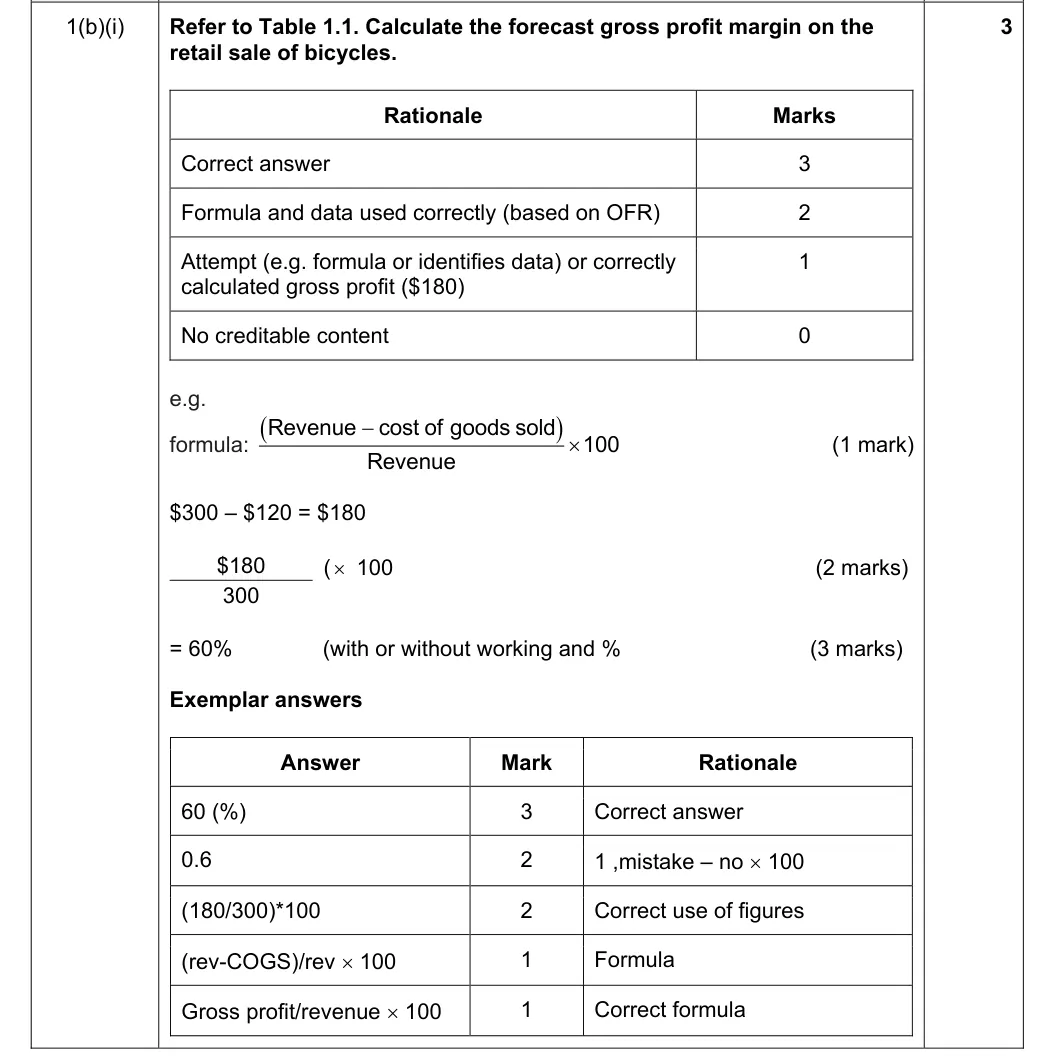 1(b)(i)
Refer to Table 1.1. Calculate the forecast gross profit margin on the
retail sale of bicycles.
3
Rationale Marks
Correct answer 3
Formula and data used correctly (based on OFR) 2
Attempt (e.g. formula or identifies data) or correctly
calculated gross profit ($180)
1
No creditable content 0
e.g.
formula: (Revenue – cost of goods sold) / Revenue × 100 (1 mark)
$300 – $120 = $180
$180
(× 100 (2 marks)
300
= 60% (with or without working and % (3 marks)
Exemplar answers
Answer Mark Rationale
60 (%) 3 Correct answer
0.6 2 1 ,mistake – no × 100
(180/300)*100 2 Correct use of figures
(rev-COGS)/rev × 100 1 Formula
Gross profit/revenue × 100 1 Correct formula